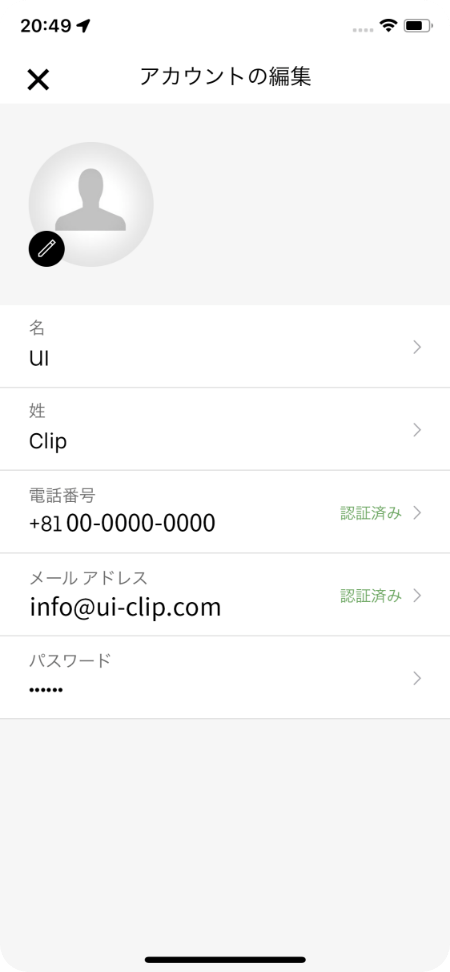 20:49
アカウントの編集
名
UI
姓
Clip
電話番号
+8100-0000-0000
認証済み
メールアドレス
info@ui-clip.com
認証済み
パスワード
••••••